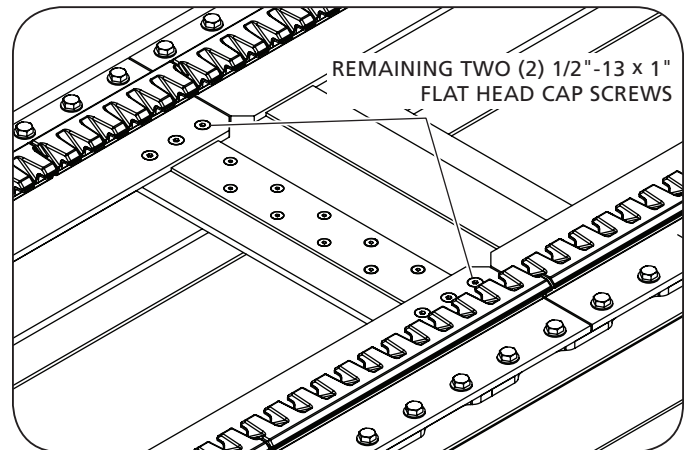 REMAINING TWO (2) 1/2"-13 x 1"
FLAT HEAD CAP SCREWS